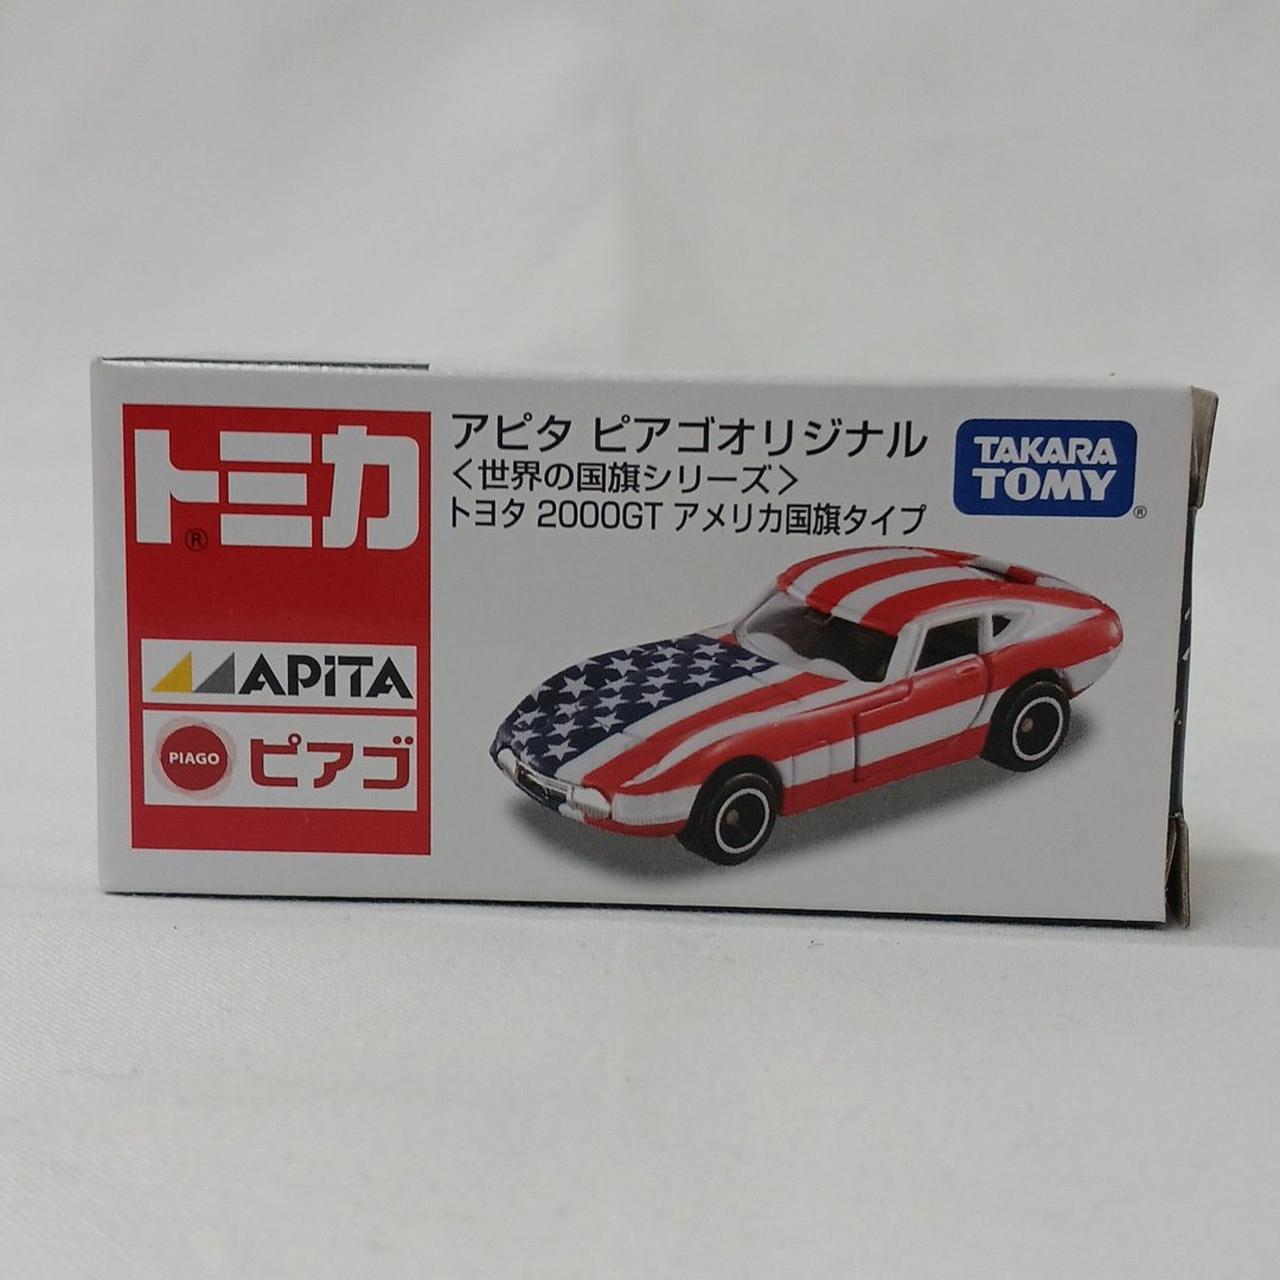 トミカ
®
APiTA
PIAGO ピアゴ
アピタ ピアゴオリジナル
<世界の国旗シリーズ>
トヨタ 2000GT アメリカ国旗タイプ
TAKARA
TOMY
®